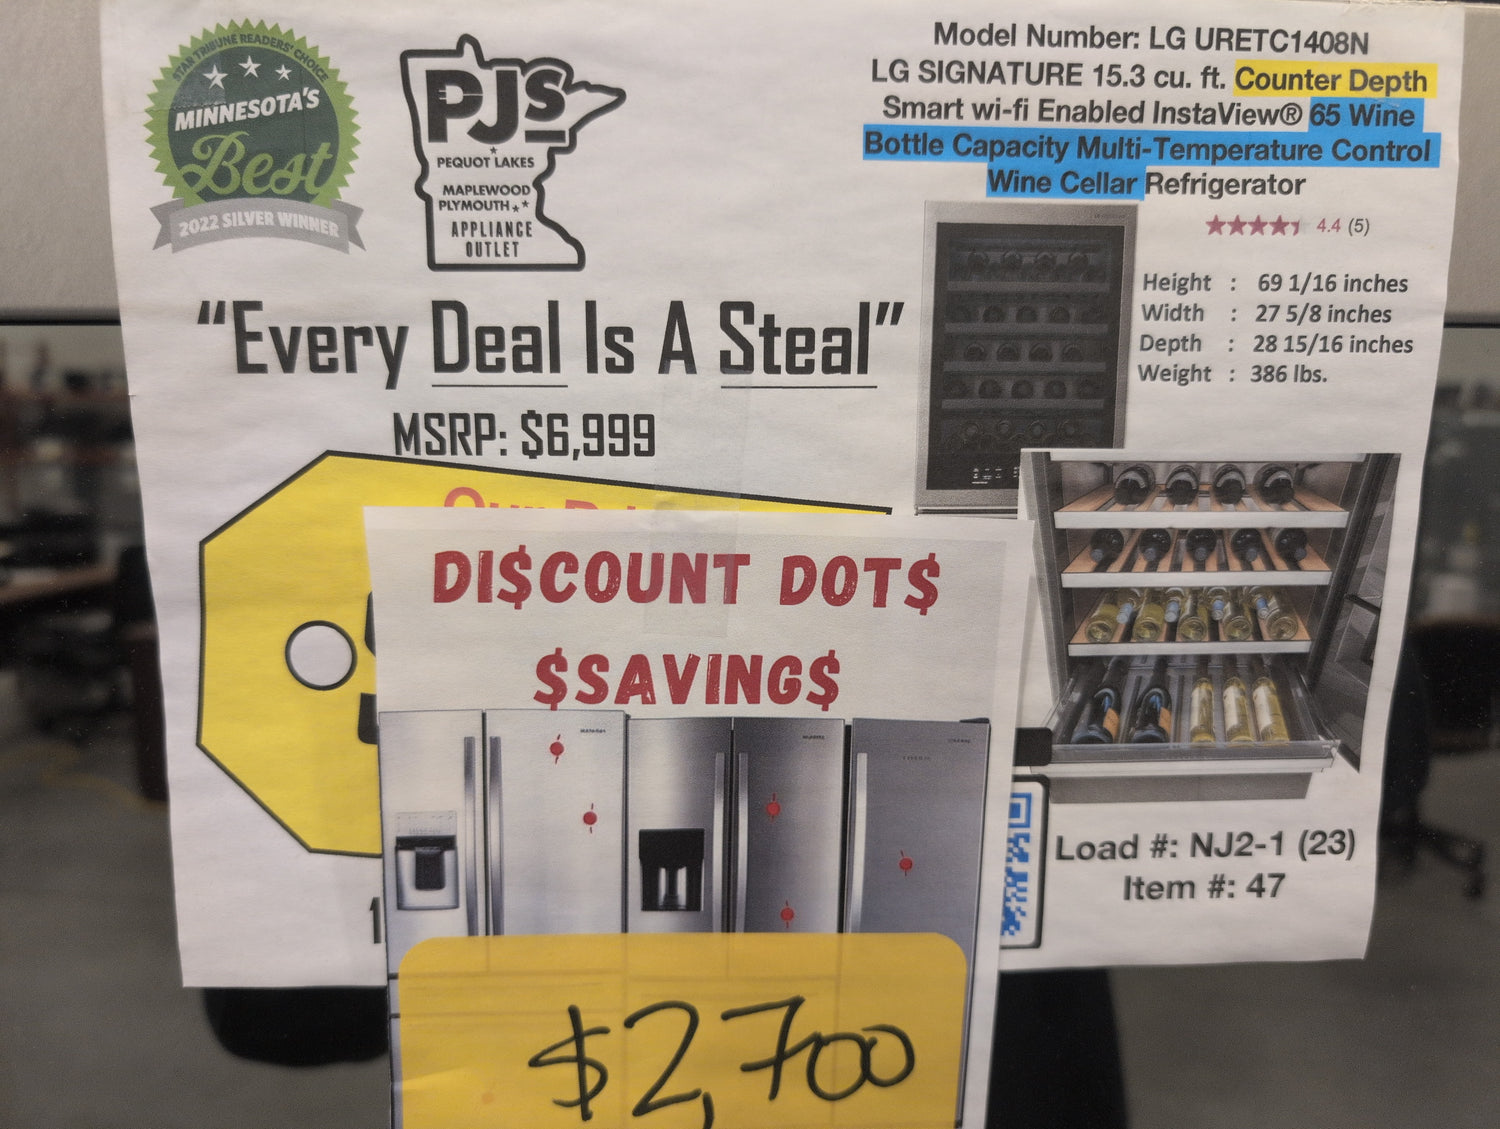 STAR TRIBUNE READERS' CHOICE
MINNESOTA'S
Best
2022 SILVER WINNER
PJS
PEQUOT LAKES
MAPLEWOOD
PLYMOUTH
APPLIANCE
OUTLET
Model Number: LG URETC1408N
LG SIGNATURE 15.3 cu. ft. Counter Depth
Smart wi-fi Enabled InstaView® 65 Wine
Bottle Capacity Multi-Temperature Control
Wine Cellar Refrigerator
4.4 (5)
Height : 69 1/16 inches
Width : 27 5/8 inches
Depth : 28 15/16 inches
Weight : 386 lbs.
“Every Deal Is A Steal”
MSRP: $6,999
Our
DI$COUNT DOT$
$SAVING$
$2,700
Load #: NJ2-1 (23)
Item #: 47